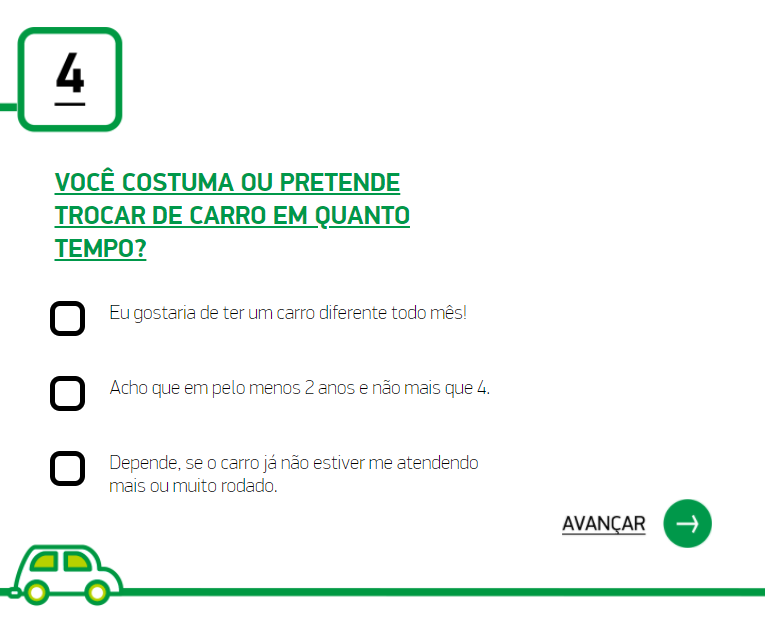 4
VOCÊ COSTUMA OU PRETENDE
TROCAR DE CARRO EM QUANTO
TEMPO?
Eu gostaria de ter um carro diferente todo mês!
Acho que em pelo menos 2 anos e não mais que 4.
Depende, se o carro já não estiver me atendendo
mais ou muito rodado.
AVANÇAR